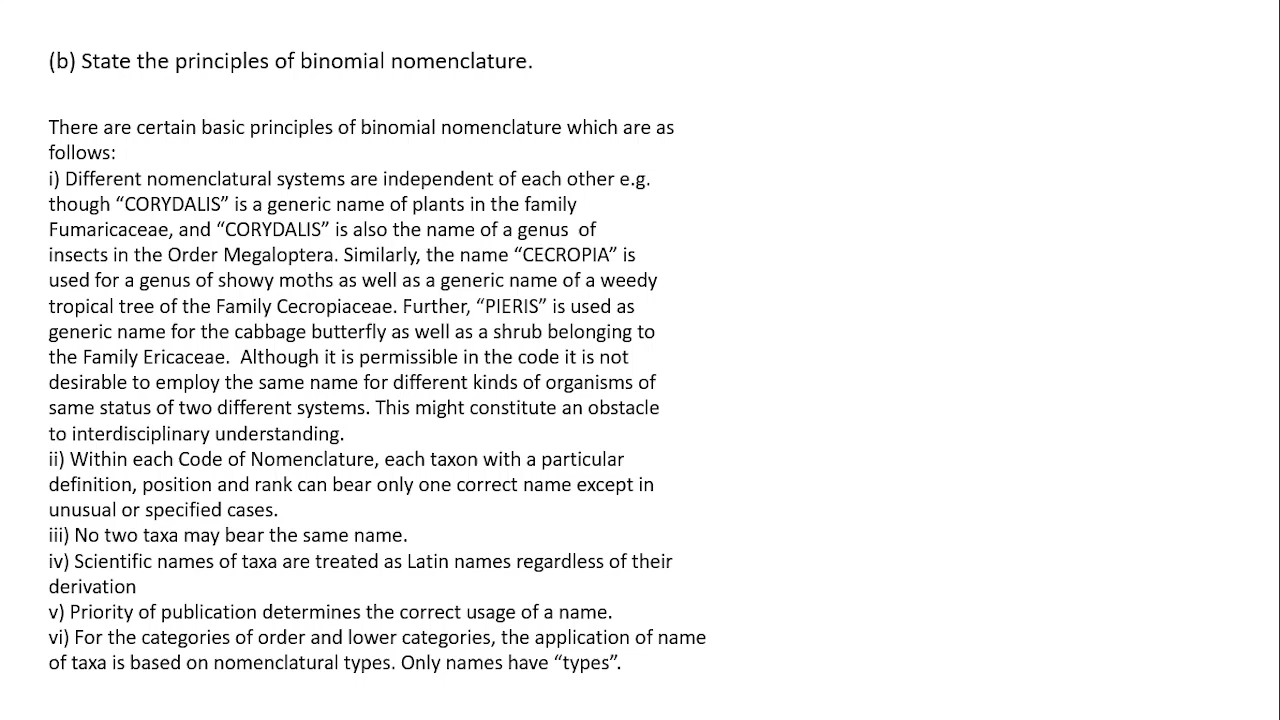 (b) State the principles of binomial nomenclature.
There are certain basic principles of binomial nomenclature which are as
follows:
i) Different nomenclatural systems are independent of each other e.g.
though “CORYDALIS” is a generic name of plants in the family
Fumaricaceae, and “CORYDALIS” is also the name of a genus  of
insects in the Order Megaloptera. Similarly, the name “CECROPIA” is
used for a genus of showy moths as well as a generic name of a weedy
tropical tree of the Family Cecropiaceae. Further, “PIERIS” is used as
generic name for the cabbage butterfly as well as a shrub belonging to
the Family Ericaceae.  Although it is permissible in the code it is not
desirable to employ the same name for different kinds of organisms of
same status of two different systems. This might constitute an obstacle
to interdisciplinary understanding.
ii) Within each Code of Nomenclature, each taxon with a particular
definition, position and rank can bear only one correct name except in
unusual or specified cases.
iii) No two taxa may bear the same name.
iv) Scientific names of taxa are treated as Latin names regardless of their
derivation
v) Priority of publication determines the correct usage of a name.
vi) For the categories of order and lower categories, the application of name
of taxa is based on nomenclatural types. Only names have “types”.